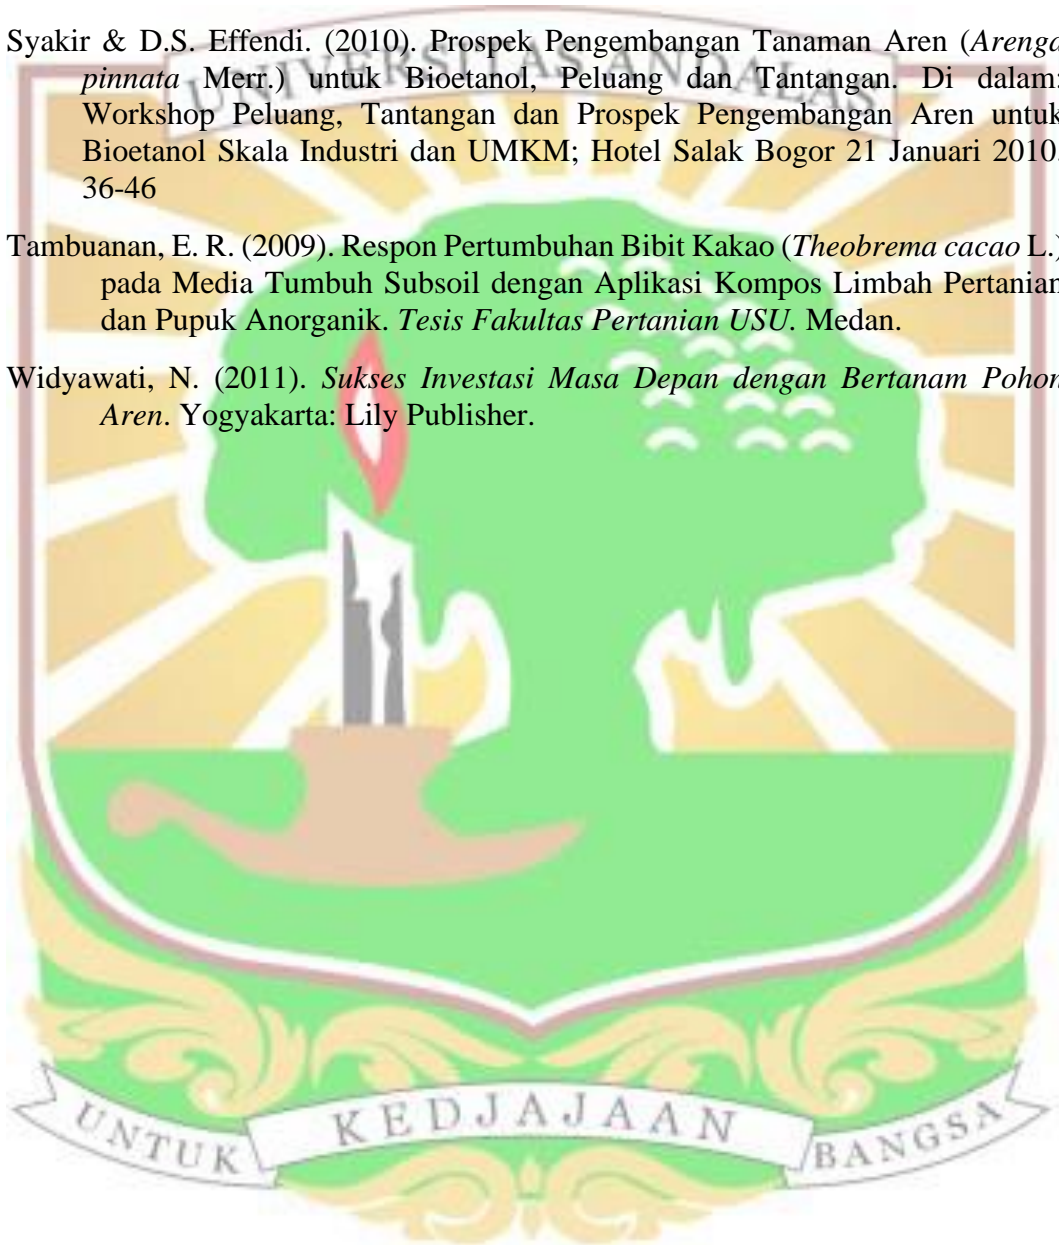 Syakir & D.S. Effendi. (2010). Prospek Pengembangan Tanaman Aren (Arenga
pinnata Merr.) untuk Bioetanol, Peluang dan Tantangan. Di dalam:
Workshop Peluang, Tantangan dan Prospek Pengembangan Aren untuk
Bioetanol Skala Industri dan UMKM; Hotel Salak Bogor 21 Januari 2010.
36-46
Tambuanan, E. R. (2009). Respon Pertumbuhan Bibit Kakao (Theobrema cacao L.)
pada Media Tumbuh Subsoil dengan Aplikasi Kompos Limbah Pertanian
dan Pupuk Anorganik. Tesis Fakultas Pertanian USU. Medan.
Widyawati, N. (2011). Sukses Investasi Masa Depan dengan Bertanam Pohon
Aren. Yogyakarta: Lily Publisher.
UNIVERSITAS ANDALAS
UNTUK KEDJAJAAN BANGSA